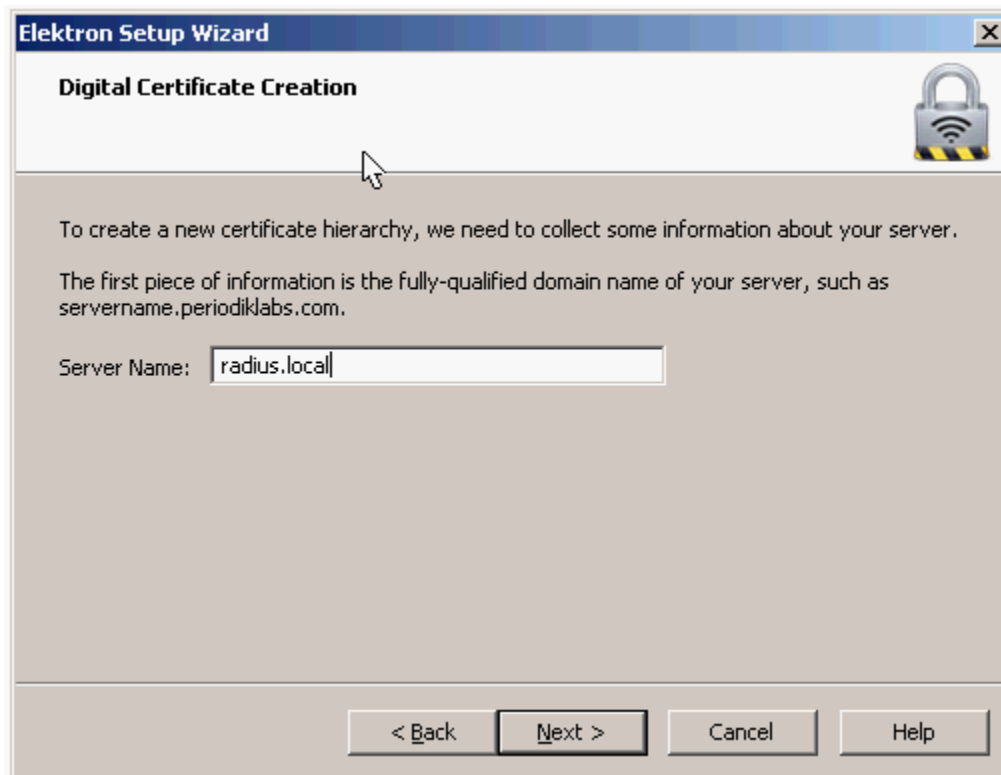 Elektron Setup Wizard
Digital Certificate Creation
To create a new certificate hierarchy, we need to collect some information about your server.
The first piece of information is the fully-qualified domain name of your server, such as
servername.periodiklabs.com.
Server Name: radius.local
< Back Next > Cancel Help